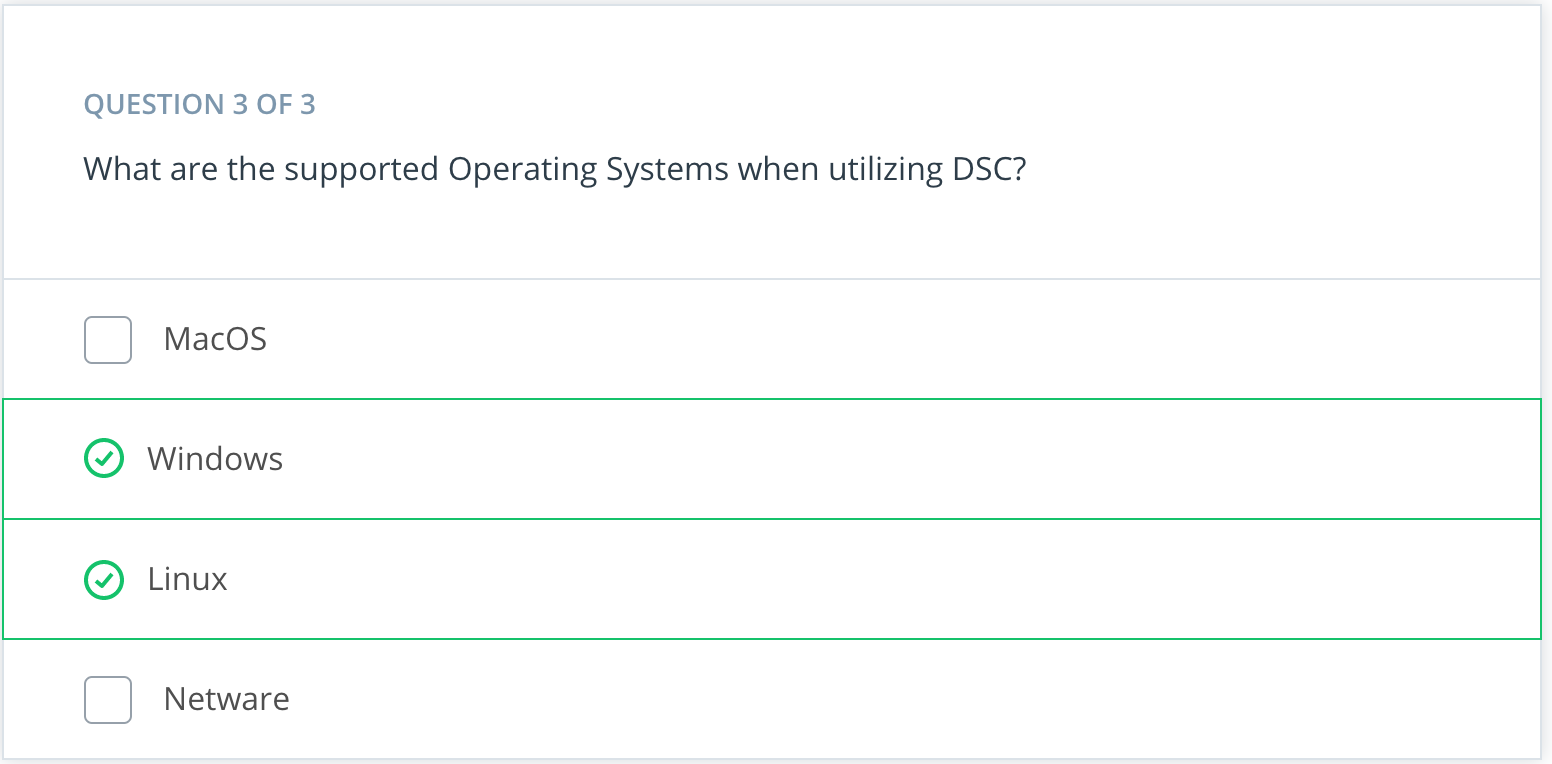 QUESTION 3 OF 3
What are the supported Operating Systems when utilizing DSC?
MacOS
Windows
Linux
Netware